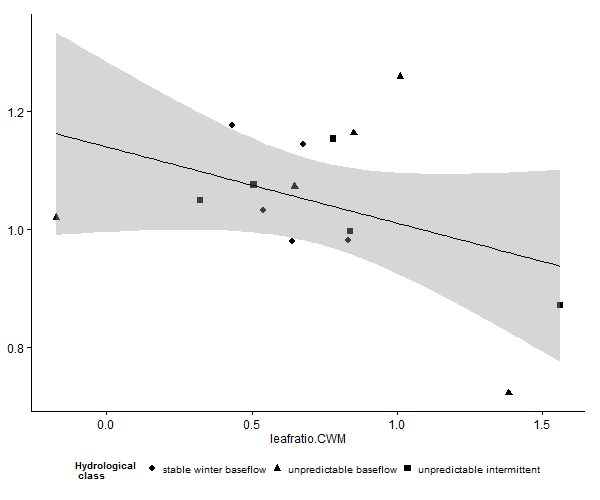 1.2
1.0
0.8
0.0 0.5 1.0 1.5
leafratio.CWM
Hydrological
class
stable winter baseflow unpredictable baseflow unpredictable intermittent